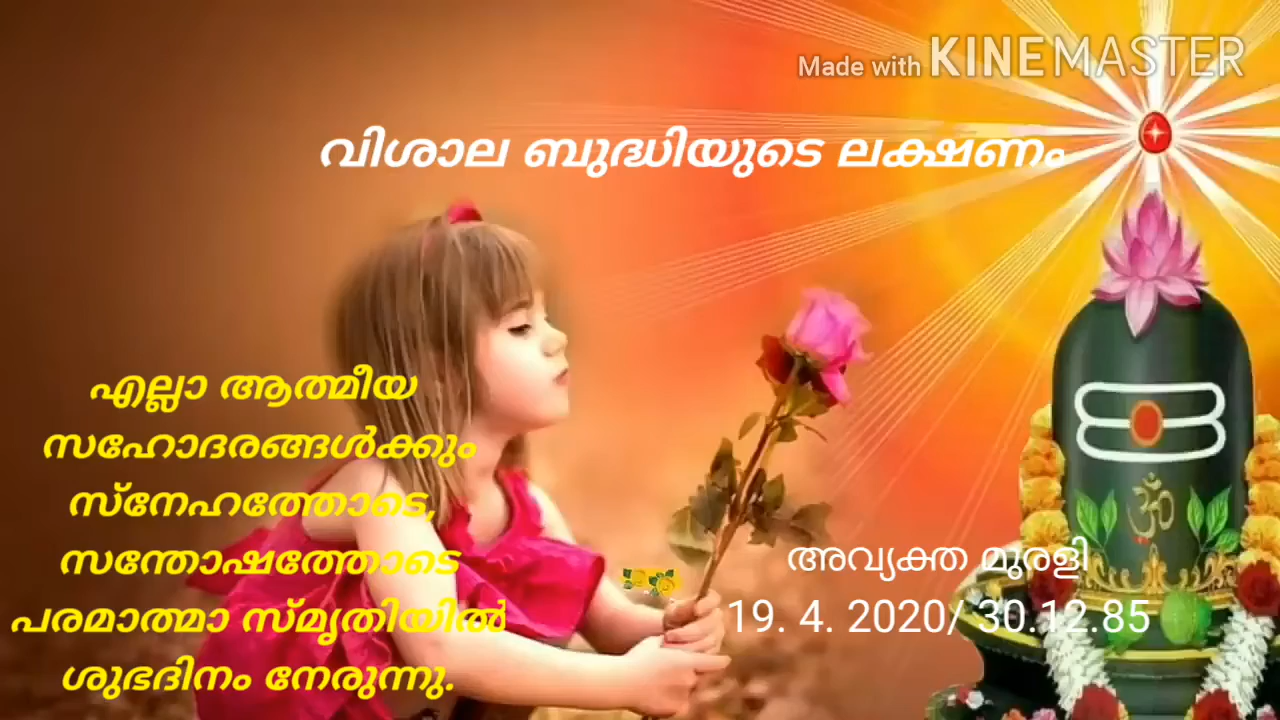 Made with KINEMASTER
വിശാല ബുദ്ധിയുടെ ലക്ഷണം
എല്ലാ ആത്മീയ
സഹോദരങ്ങൾക്കും
സ്നേഹത്തോടെ,
സന്തോഷത്തോടെ
പരമാത്മാ സ്മൃതിയിൽ
ശുഭദിനം നേരുന്നു.
അവ്യക്ത മുരളി
19. 4. 2020/ 30.12.85
ॐ